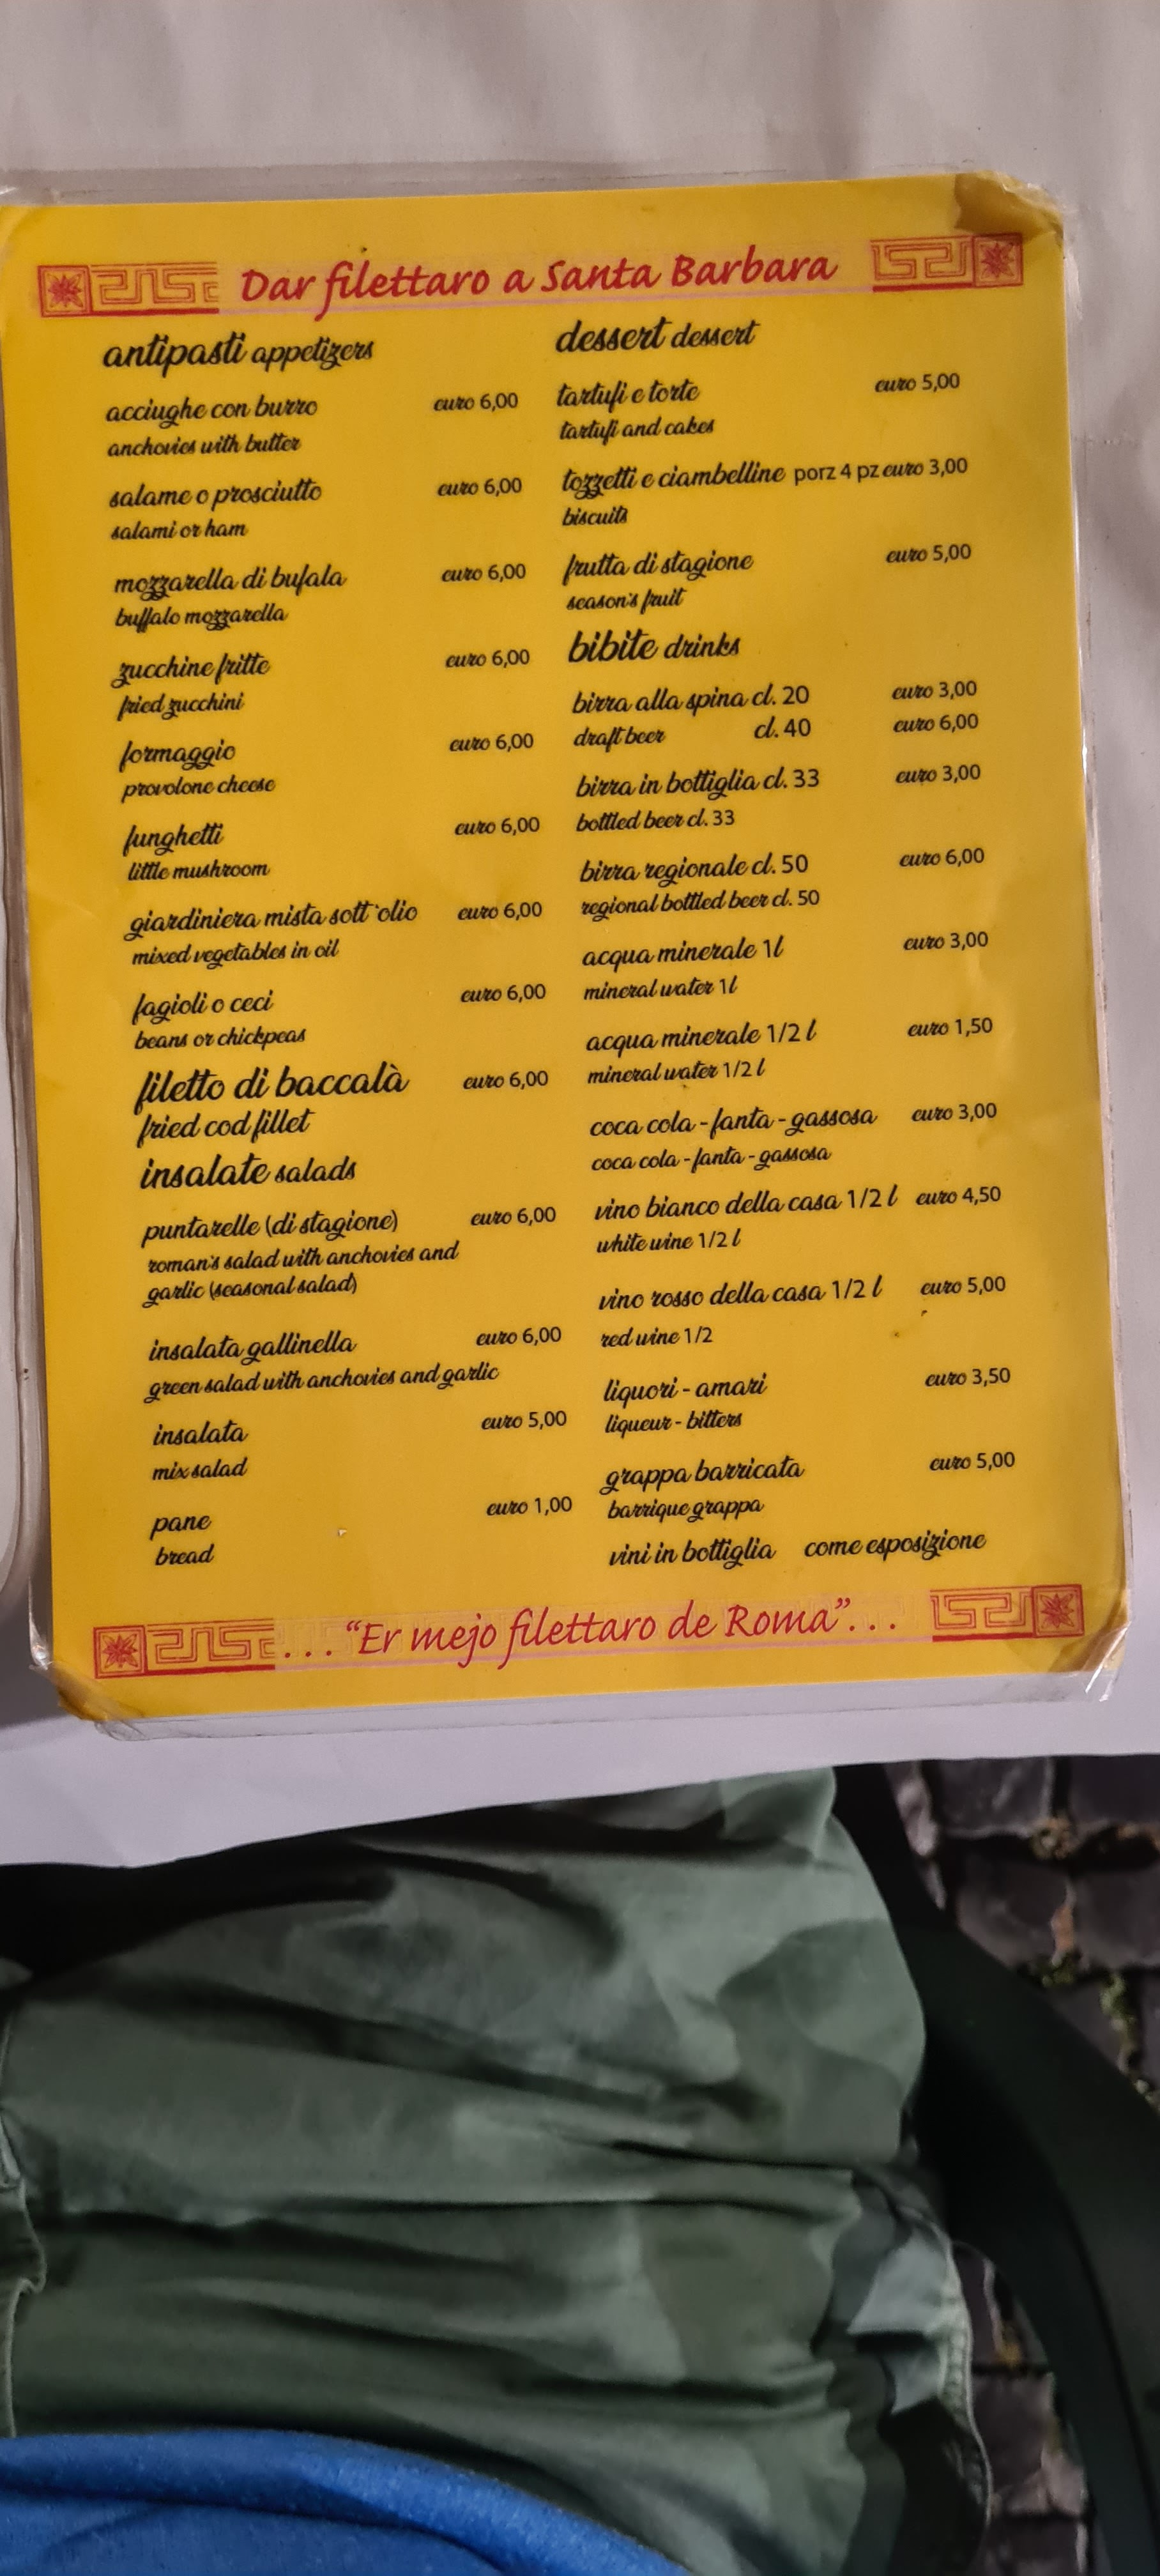 Dar filettaro a Santa Barbara
antipasti appetizers
acciughe con burro euro 6,00
anchovies with butter
salame o prosciutto euro 6,00
salami or ham
mozzarella di bufala euro 6,00
buffalo mozzarella
zucchine fritte euro 6,00
fried zucchini
formaggio euro 6,00
provolone cheese
funghetti euro 6,00
little mushroom
giardiniera mista sott'olio euro 6,00
mixed vegetables in oil
fagioli o ceci euro 6,00
beans or chickpeas
filetto di baccalà euro 6,00
fried cod fillet
insalate salads
puntarelle (di stagione) euro 6,00
roman's salad with anchovies and
garlic (seasonal salad)
insalata gallinella euro 6,00
green salad with anchovies and garlic
insalata euro 5,00
mix salad
pane euro 1,00
bread
dessert dessert
tartufi e torte euro 5,00
tartufi and cakes
tozzetti e ciambelline porz 4 pz euro 3,00
biscuits
frutta di stagione euro 5,00
season's fruit
bibite drinks
birra alla spina cl. 20 euro 3,00
draft beer cl. 40 euro 6,00
birra in bottiglia cl. 33 euro 3,00
bottled beer cl. 33
birra regionale cl. 50 euro 6,00
regional bottled beer cl. 50
acqua minerale 1l euro 3,00
mineral water 1l
acqua minerale 1/2 l euro 1,50
mineral water 1/2 l
coca cola - fanta - gassosa euro 3,00
coca cola - fanta - gassosa
vino bianco della casa 1/2 l euro 4,50
white wine 1/2 l
vino rosso della casa 1/2 l euro 5,00
red wine 1/2
liquori - amari euro 3,50
liqueur - bitters
grappa barricata euro 5,00
barrique grappa
vini in bottiglia come esposizione
. . . “Er mejo filettaro de Roma” . . .